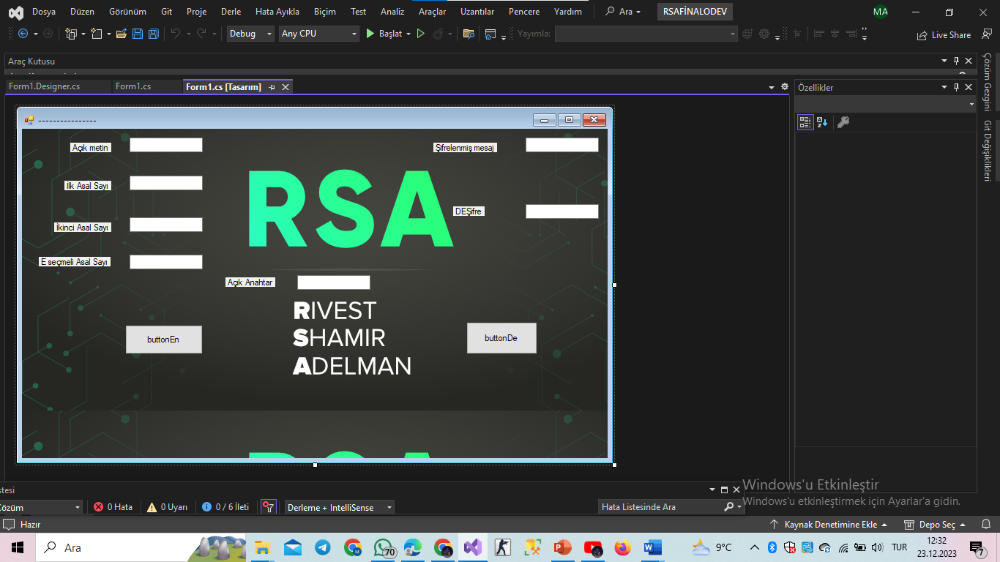 Dosya Düzen Görünüm Git Proje Derle Hata Ayıkla Biçim Test Analiz Araçlar Uzantılar Pencere Yardım Ara RSAFİNALODEV MA
Debug Any CPU Başlat Yayımla: Live Share
Araç Kutusu
Form1.Designer.cs Form1.cs Form1.cs [Tasarım]
Özellikler
Çözüm Gezgini
Git Değişiklikleri
----------------
Açık metin
Şifrelenmiş mesaj
İlk Asal Sayı
RSA
DEŞifre
İkinci Asal Sayı
E seçmeli Asal Sayı
Açık Anahtar
RIVEST
SHAMIR
ADELMAN
buttonEn
buttonDe
Windows'u Etkinleştir
Windows'u etkinleştirmek için Ayarlar'a gidin.
stesi
özüm 0 Hata 0 Uyarı 0 / 6 İleti Derleme + IntelliSense Hata Listesinde Ara
Hazır Kaynak Denetimine Ekle Depo Seç
Ara 70 9°C TUR 12:32
23.12.2023 7